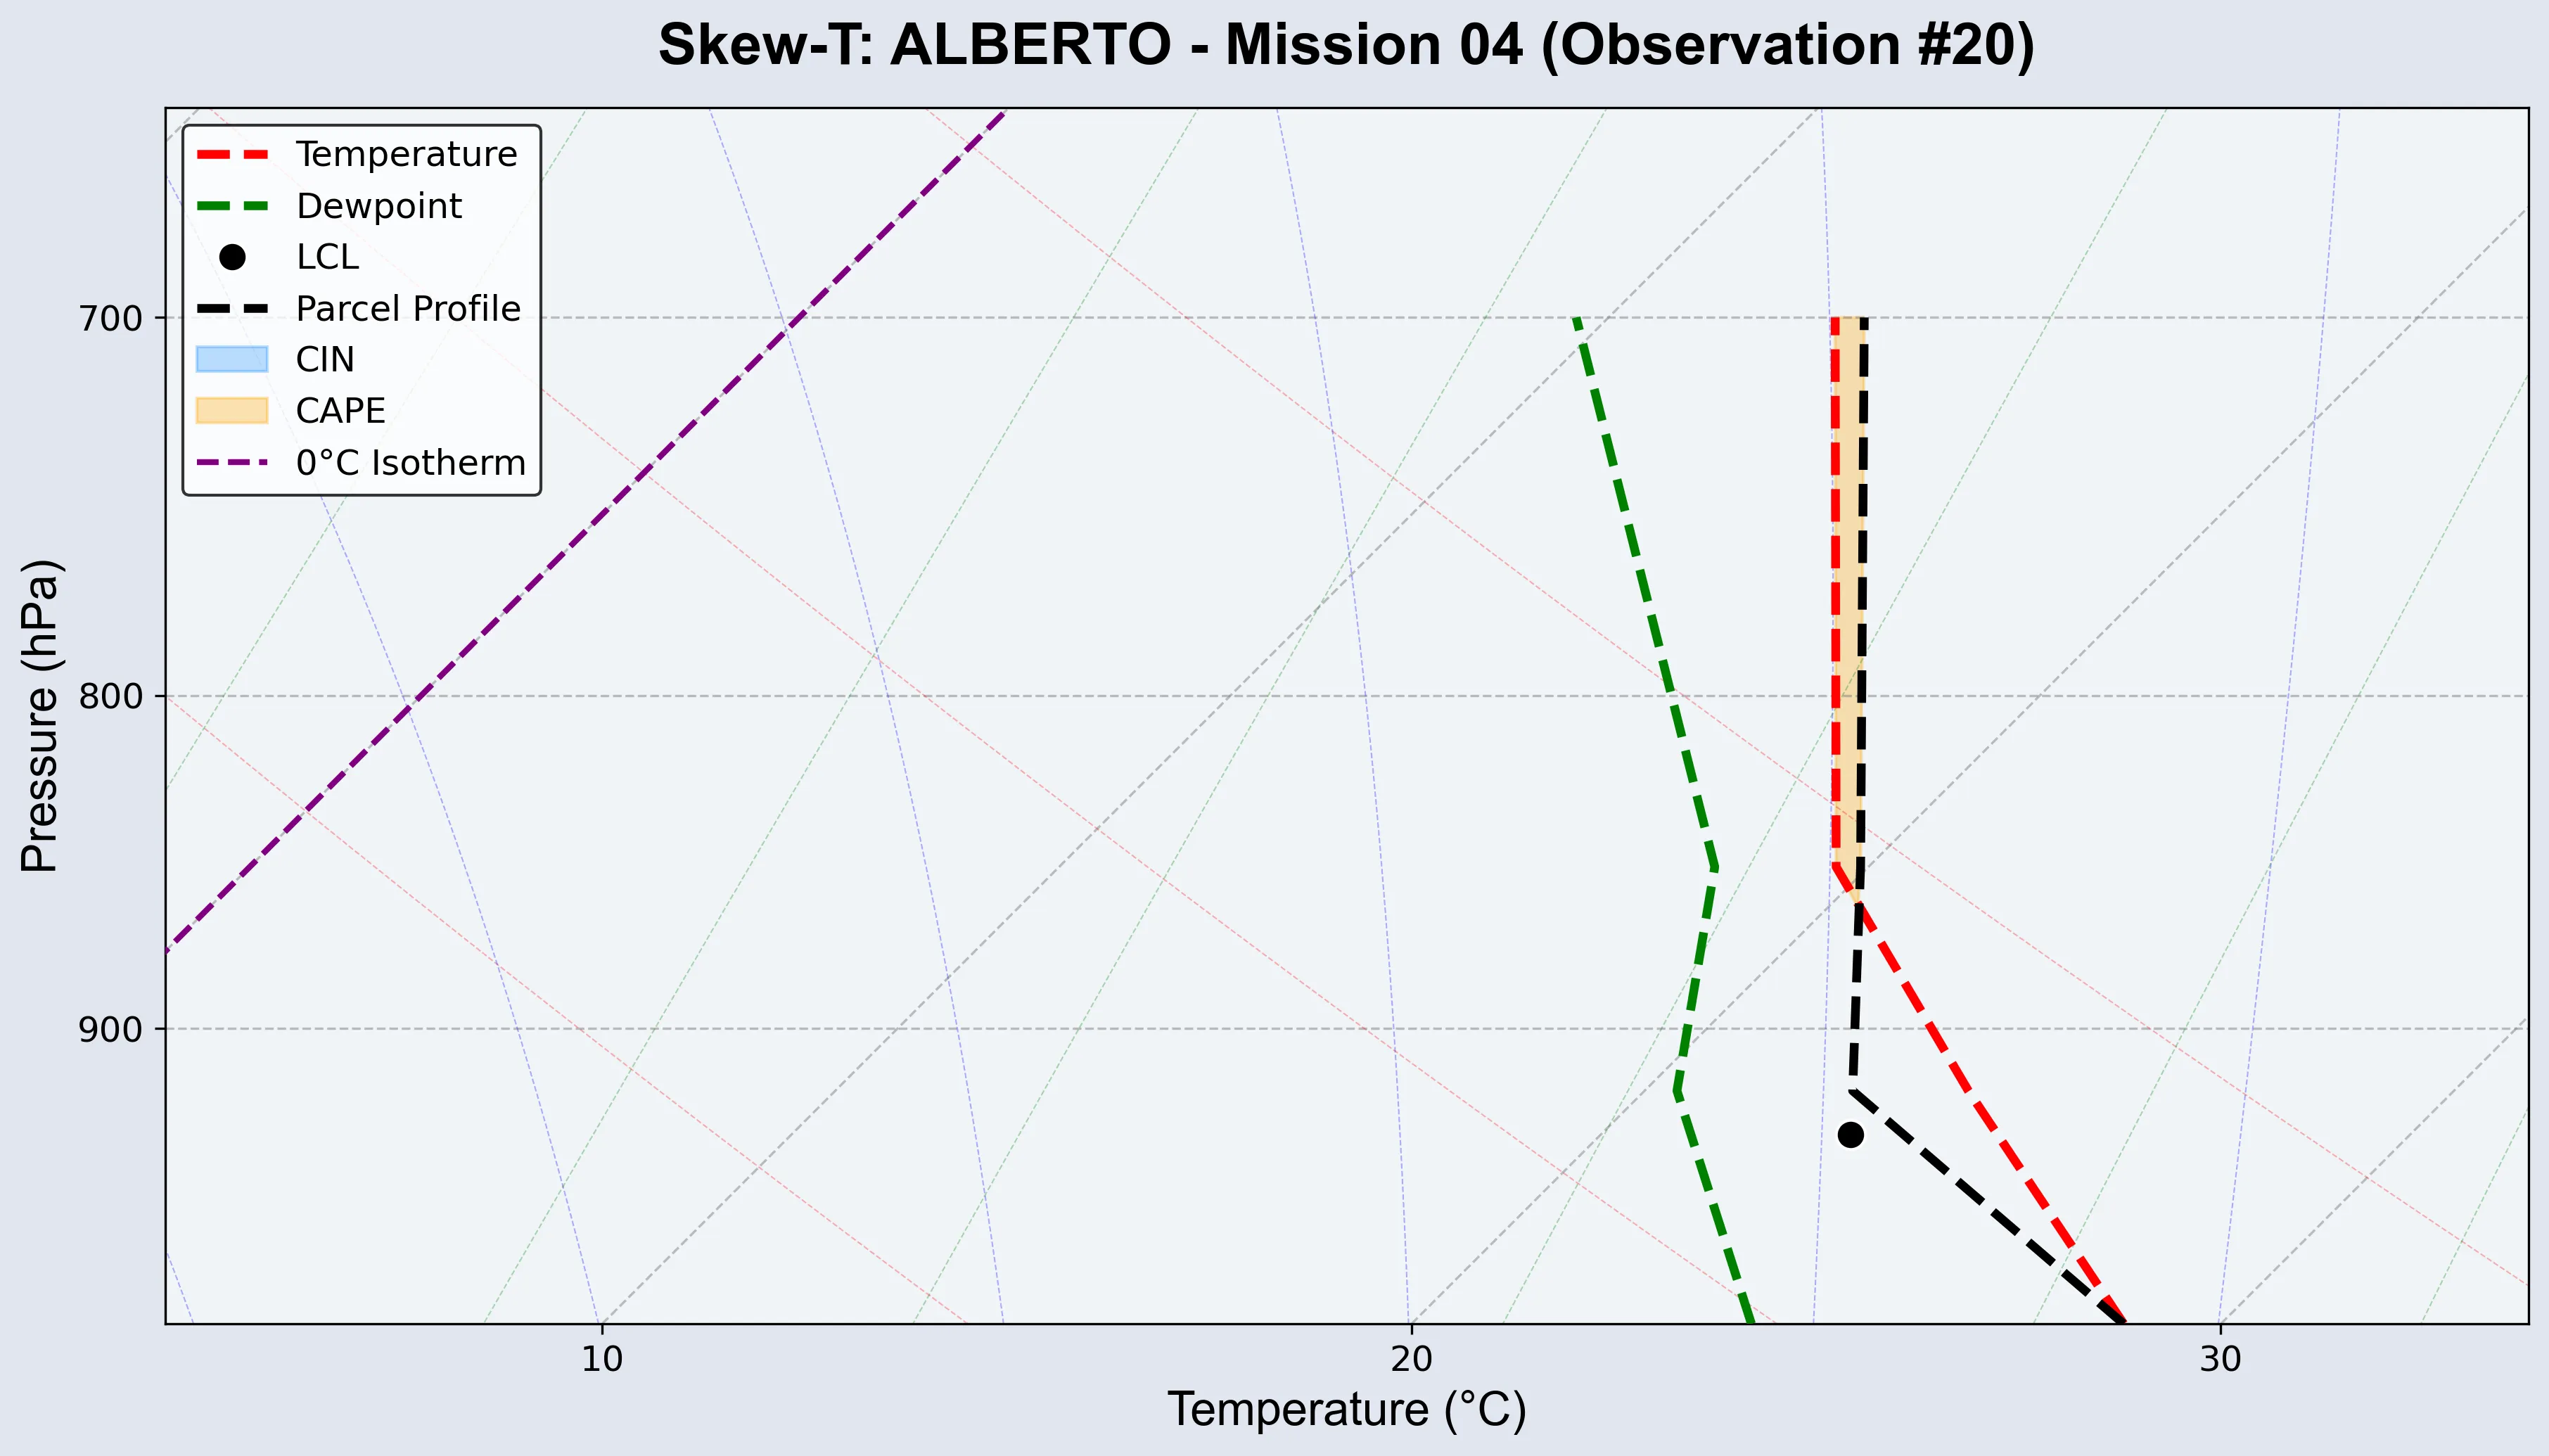 Skew-T: ALBERTO - Mission 04 (Observation #20)
Temperature
Dewpoint
LCL
Parcel Profile
CIN
CAPE
0°C Isotherm
Pressure (hPa)
700
800
900
10
20
30
Temperature (°C)